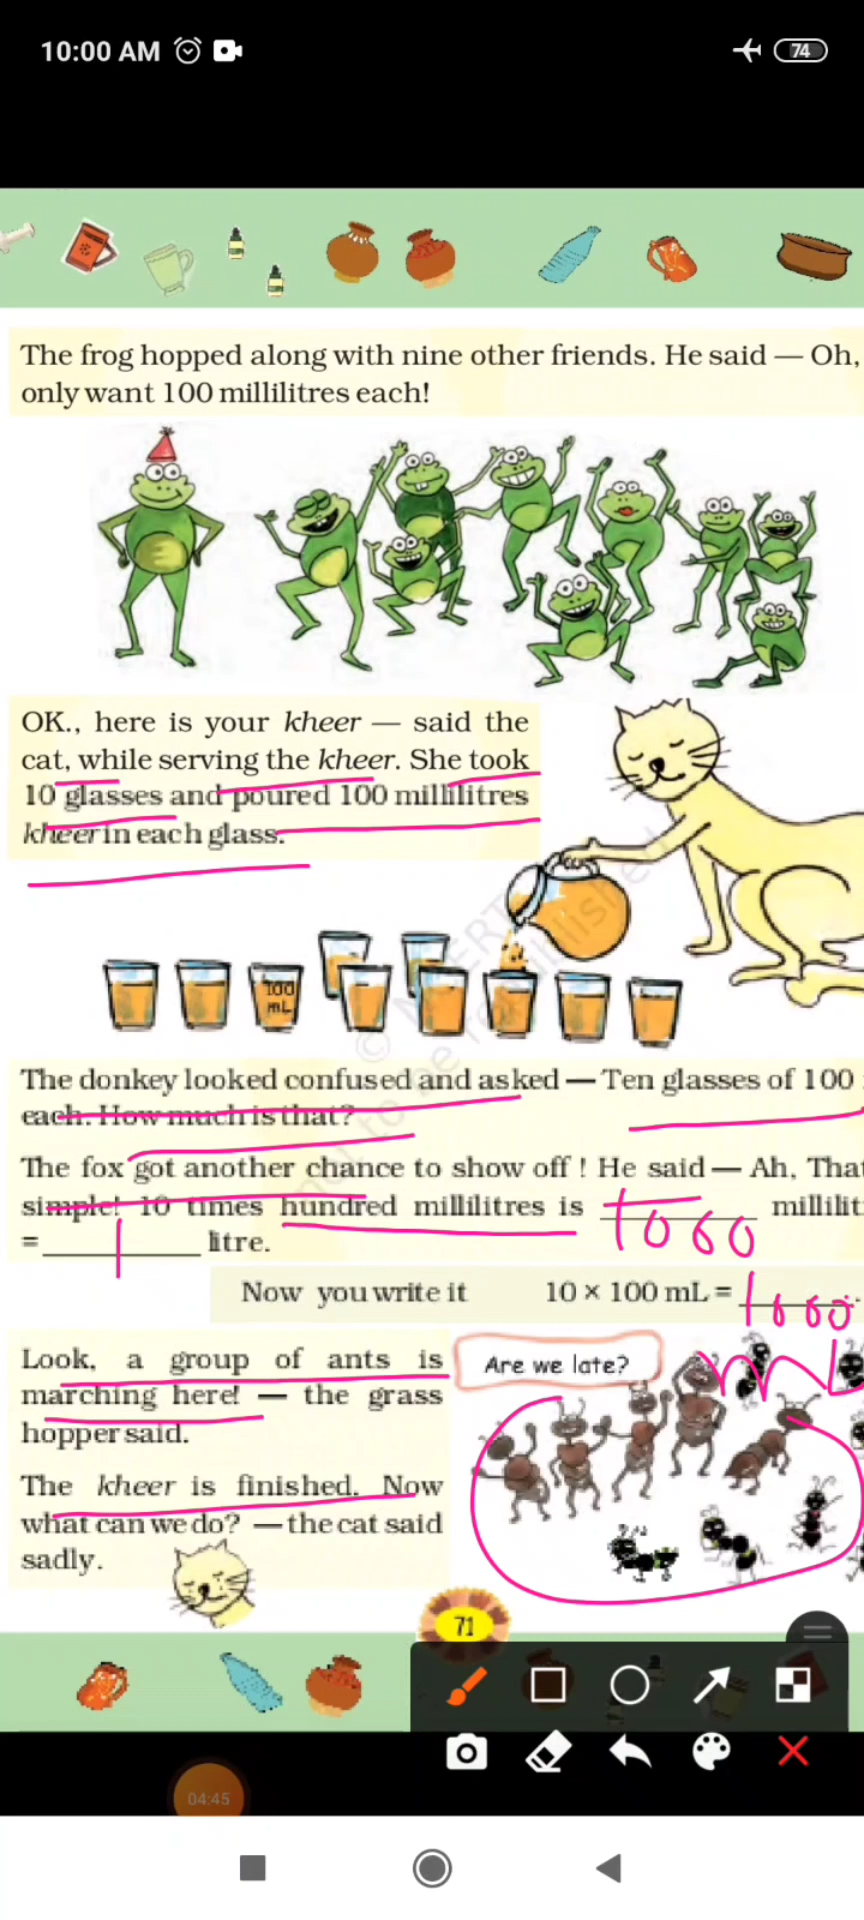 10:00 AM
74
The frog hopped along with nine other friends. He said — Oh,
only want 100 millilitres each!
OK., here is your kheer — said the
cat, while serving the kheer. She took
10 glasses and poured 100 millilitres
kheer in each glass.
100
mL
The donkey looked confused and asked — Ten glasses of 100
each. How much is that?
The fox got another chance to show off ! He said — Ah, That
simple! 10 times hundred millilitres is 1000 millilit
= 1 litre.
Now you write it 10 × 100 mL = 1000
mL
Look, a group of ants is
marching here! — the grass
hopper said.
Are we late?
The kheer is finished. Now
what can we do? — the cat said
sadly.
71
04:45